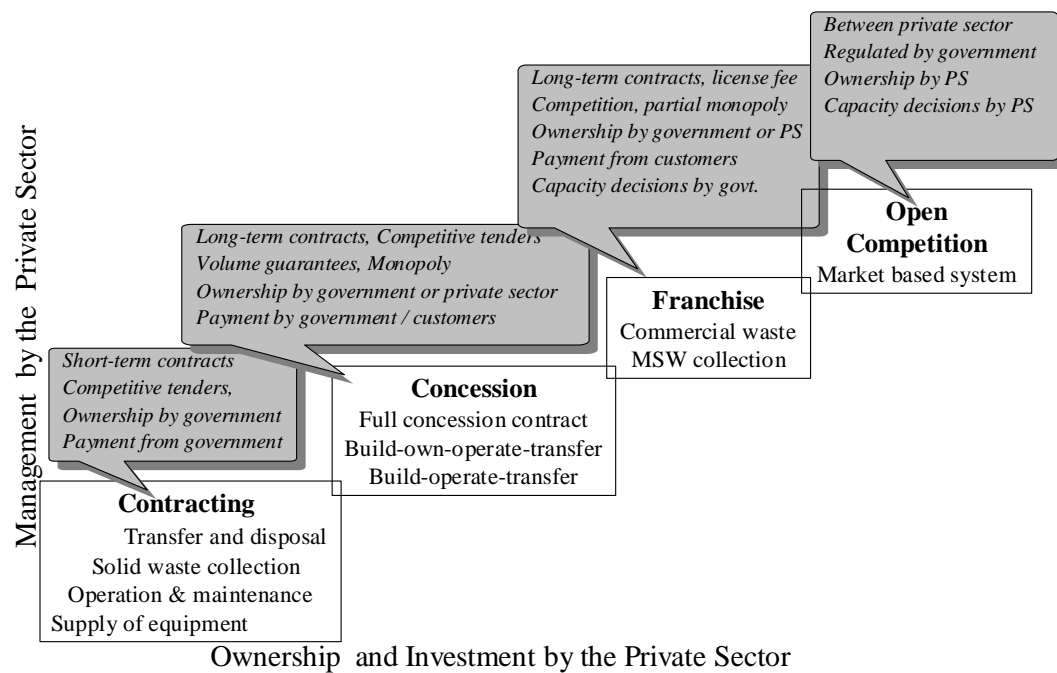 Between private sector
Regulated by government
Ownership by PS
Capacity decisions by PS
Long-term contracts, license fee
Competition, partial monopoly
Ownership by government or PS
Payment from customers
Capacity decisions by govt.
Open
Competition
Market based system
Long-term contracts, Competitive tenders
Volume guarantees, Monopoly
Ownership by government or private sector
Payment by government / customers
Franchise
Commercial waste
MSW collection
Short-term contracts
Competitive tenders,
Ownership by government
Payment from government
Concession
Full concession contract
Build-own-operate-transfer
Build-operate-transfer
Contracting
Transfer and disposal
Solid waste collection
Operation & maintenance
Supply of equipment
Management by the Private Sector
Ownership and Investment by the Private Sector